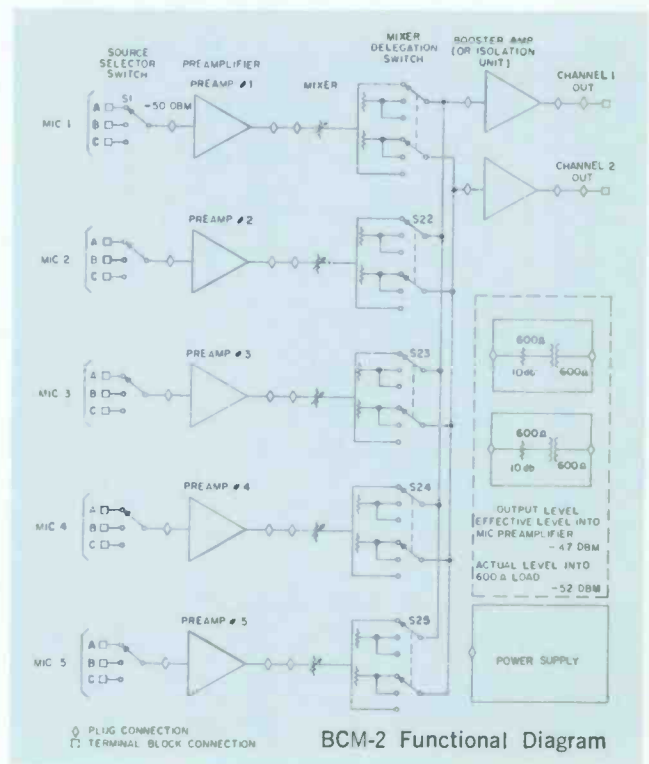 SOURCE
SELECTOR
SWITCH
PREAMPLIFIER
MIXER
MIXER
DELEGATION
SWITCH
BOOSTER AMP
(OR ISOLATION
UNIT)
MIC 1
A
B
C
S1
-50 DBM
PREAMP #1
CHANNEL 1
OUT
CHANNEL 2
OUT
MIC 2
A
B
C
PREAMP #2
S22
MIC 3
A
B
C
PREAMP #3
S23
MIC 4
A
B
C
PREAMP #4
S24
MIC 5
A
B
C
PREAMP #5
S25
600Ω
10db
600Ω
600Ω
10db
600Ω
OUTPUT LEVEL
EFFECTIVE LEVEL INTO
MIC PREAMPLIFIER
-47 DBM
ACTUAL LEVEL INTO
600Ω LOAD
-52 DBM
POWER SUPPLY
PLUG CONNECTION
TERMINAL BLOCK CONNECTION
BCM-2 Functional Diagram